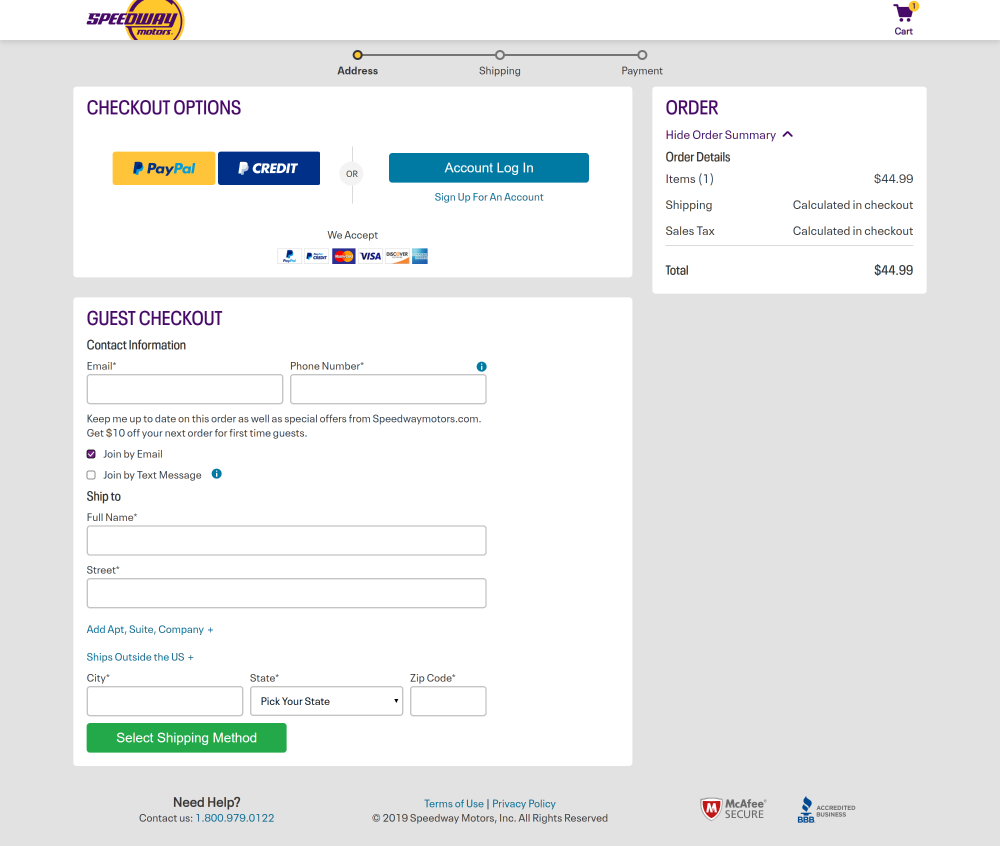 SPEEDWAY
motors.
1
Cart
Address
Shipping
Payment
CHECKOUT OPTIONS
PayPal
CREDIT
OR
Account Log In
Sign Up For An Account
We Accept
PayPal
PayPal CREDIT
MasterCard
VISA
DISCOVER
ORDER
Hide Order Summary
Order Details
Items (1) $44.99
Shipping Calculated in checkout
Sales Tax Calculated in checkout
Total $44.99
GUEST CHECKOUT
Contact Information
Email* Phone Number*
Keep me up to date on this order as well as special offers from Speedwaymotors.com.
Get $10 off your next order for first time guests.
Join by Email
Join by Text Message
Ship to
Full Name*
Street*
Add Apt, Suite, Company +
Ships Outside the US +
City* State* Zip Code*
Pick Your State
Select Shipping Method
Need Help?
Contact us: 1.800.979.0122
Terms of Use | Privacy Policy
© 2019 Speedway Motors, Inc. All Rights Reserved
McAfee®
SECURE
BBB
ACCREDITED
BUSINESS